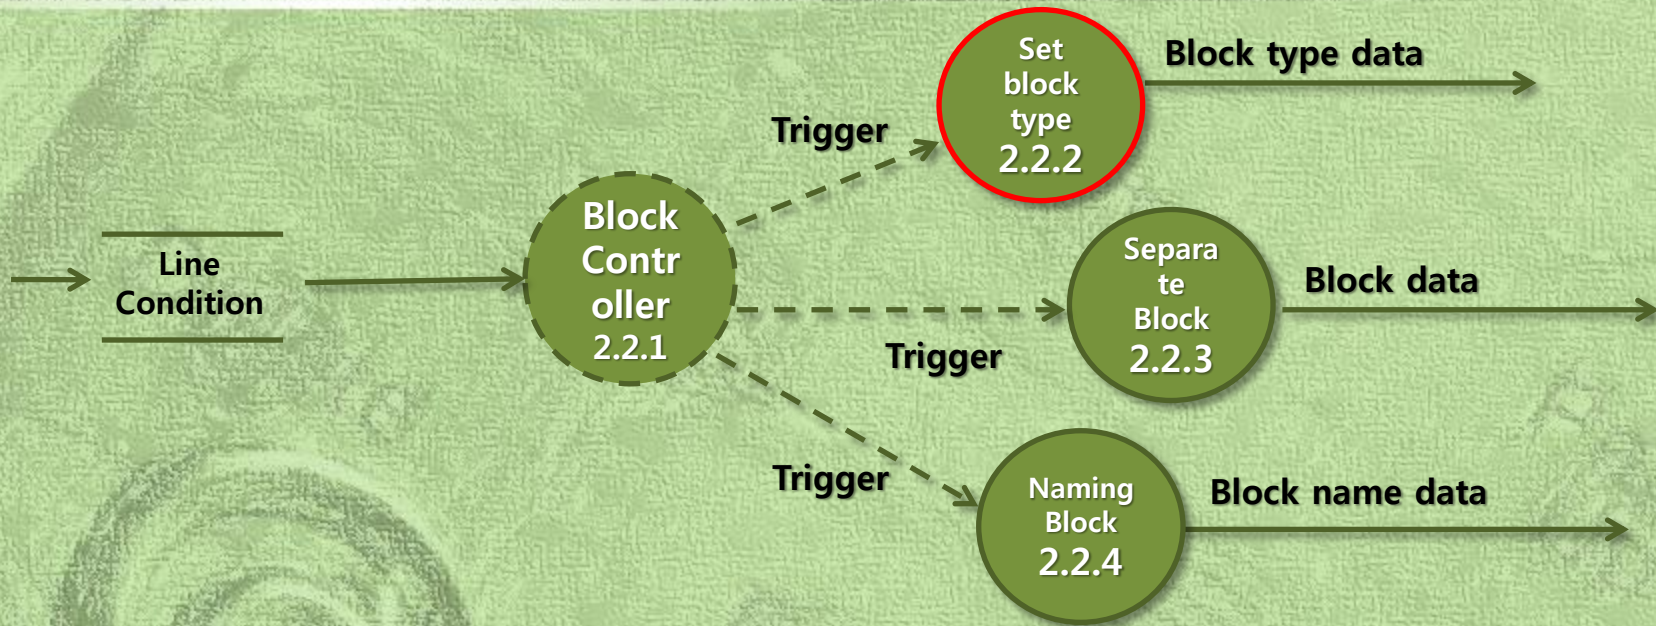 Set
block
type
2.2.2
Block type data
Trigger
Line
Condition
Block
Contr
oller
2.2.1
Separa
te
Block
2.2.3
Block data
Trigger
Trigger
Naming
Block
2.2.4
Block name data